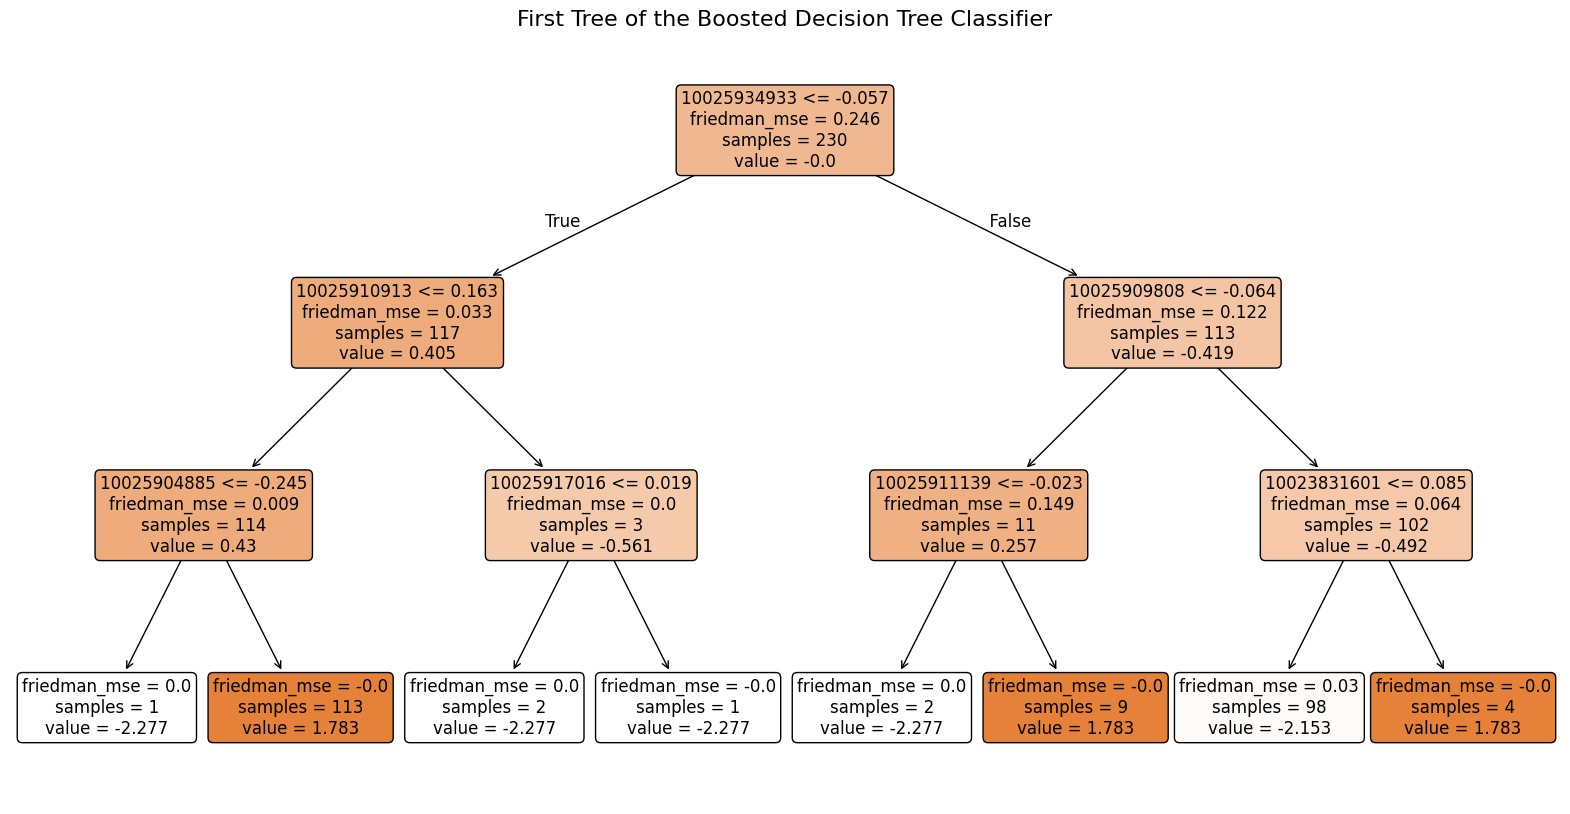 First Tree of the Boosted Decision Tree Classifier
10025934933 <= -0.057
friedman_mse = 0.246
samples = 230
value = -0.0
True
False
10025910913 <= 0.163
friedman_mse = 0.033
samples = 117
value = 0.405
10025909808 <= -0.064
friedman_mse = 0.122
samples = 113
value = -0.419
10025904885 <= -0.245
friedman_mse = 0.009
samples = 114
value = 0.43
10025917016 <= 0.019
friedman_mse = 0.0
samples = 3
value = -0.561
10025911139 <= -0.023
friedman_mse = 0.149
samples = 11
value = 0.257
10023831601 <= 0.085
friedman_mse = 0.064
samples = 102
value = -0.492
friedman_mse = 0.0
samples = 1
value = -2.277
friedman_mse = -0.0
samples = 113
value = 1.783
friedman_mse = 0.0
samples = 2
value = -2.277
friedman_mse = -0.0
samples = 1
value = -2.277
friedman_mse = 0.0
samples = 2
value = -2.277
friedman_mse = -0.0
samples = 9
value = 1.783
friedman_mse = 0.03
samples = 98
value = -2.153
friedman_mse = -0.0
samples = 4
value = 1.783